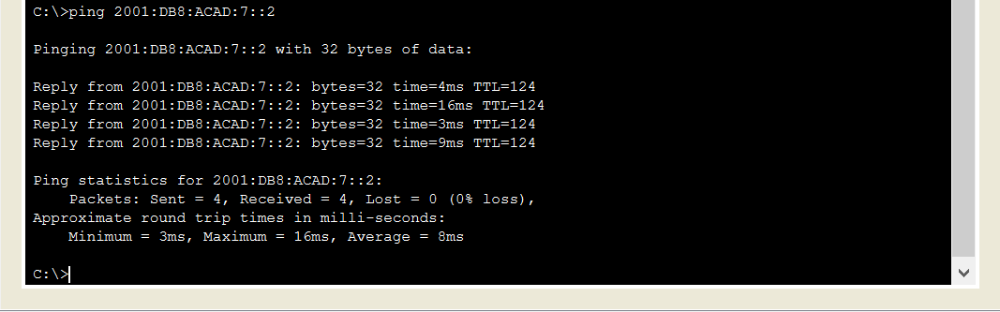 C:\>ping 2001:DB8:ACAD:7::2
Pinging 2001:DB8:ACAD:7::2 with 32 bytes of data:
Reply from 2001:DB8:ACAD:7::2: bytes=32 time=4ms TTL=124
Reply from 2001:DB8:ACAD:7::2: bytes=32 time=16ms TTL=124
Reply from 2001:DB8:ACAD:7::2: bytes=32 time=3ms TTL=124
Reply from 2001:DB8:ACAD:7::2: bytes=32 time=9ms TTL=124
Ping statistics for 2001:DB8:ACAD:7::2:
    Packets: Sent = 4, Received = 4, Lost = 0 (0% loss),
Approximate round trip times in milli-seconds:
    Minimum = 3ms, Maximum = 16ms, Average = 8ms
C:\>